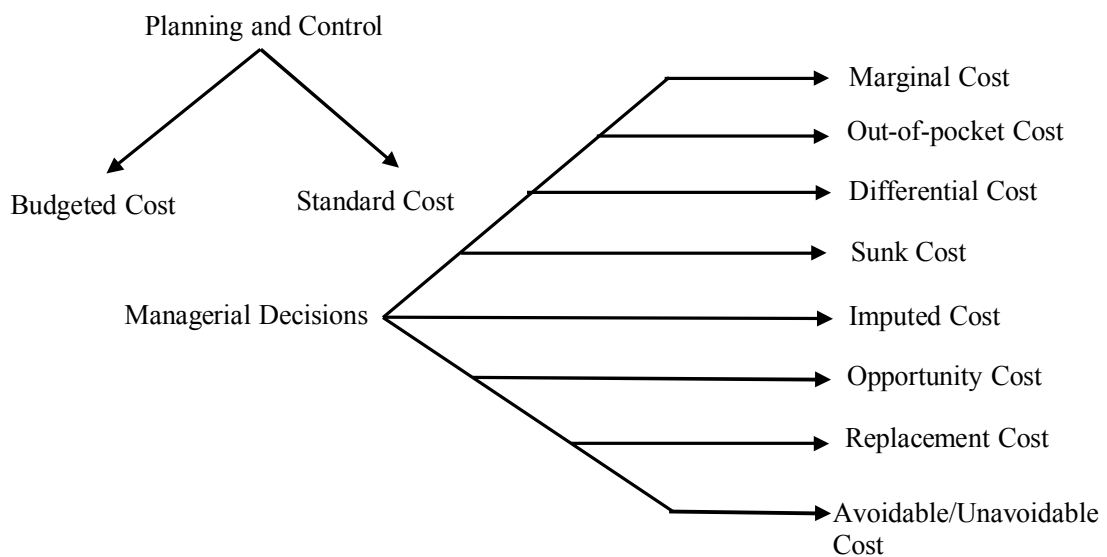 Planning and Control
Budgeted Cost
Standard Cost
Managerial Decisions
Marginal Cost
Out-of-pocket Cost
Differential Cost
Sunk Cost
Imputed Cost
Opportunity Cost
Replacement Cost
Avoidable/Unavoidable
Cost